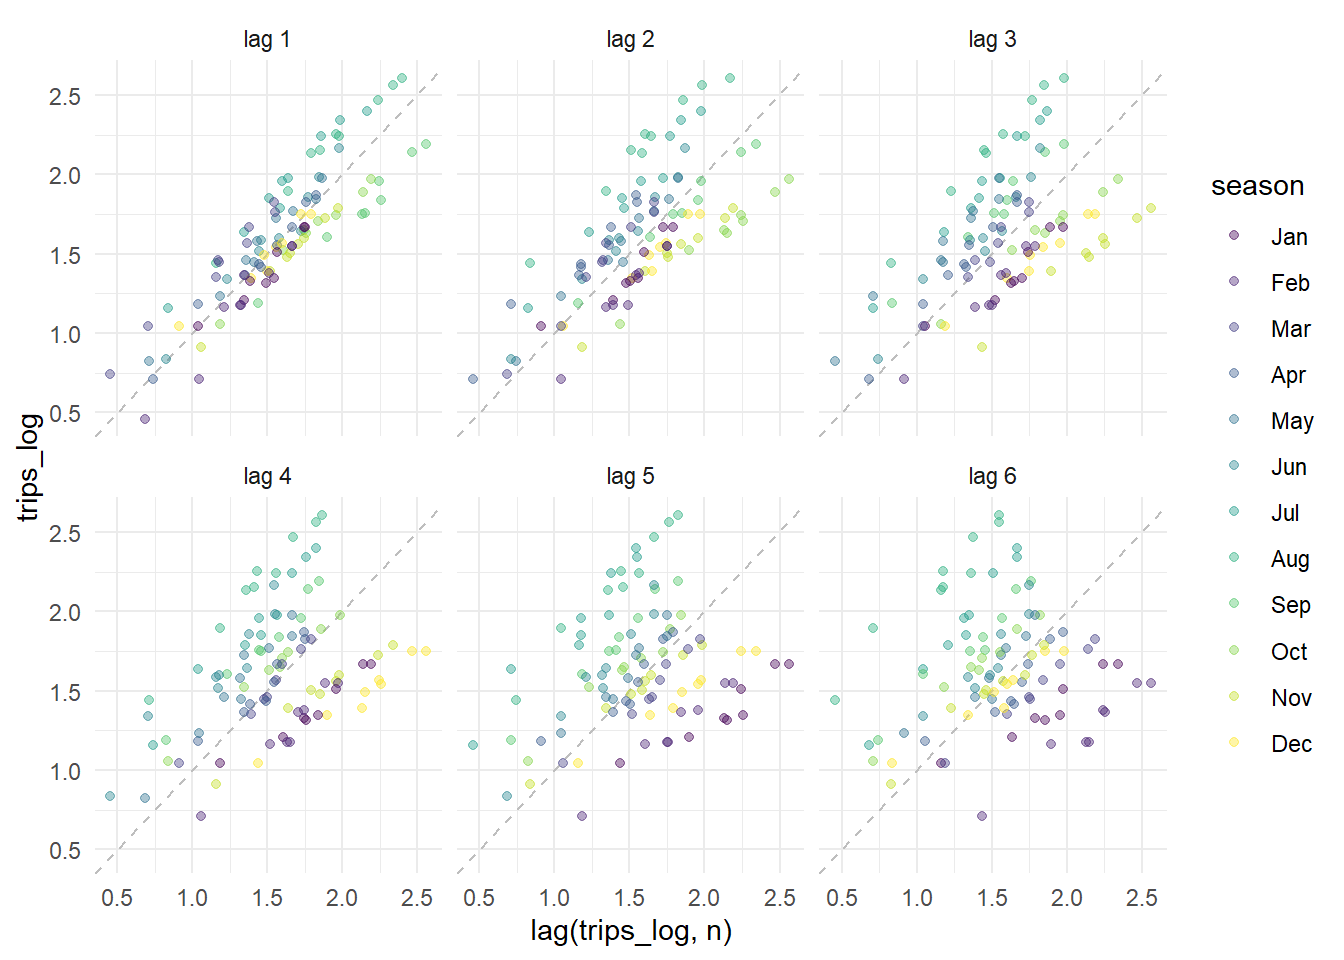 lag 1 lag 2 lag 3
2.5
2.0
1.5
1.0
0.5
lag 4 lag 5 lag 6
2.5
2.0
1.5
1.0
0.5
0.5 1.0 1.5 2.0 2.5 0.5 1.0 1.5 2.0 2.5 0.5 1.0 1.5 2.0 2.5
lag(trips_log, n)
trips_log
season
Jan
Feb
Mar
Apr
May
Jun
Jul
Aug
Sep
Oct
Nov
Dec